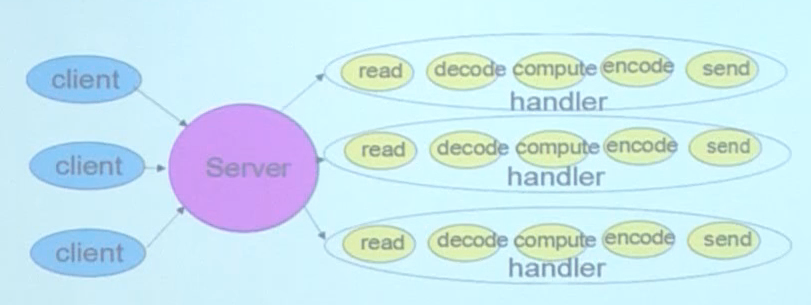 client
client
client
Server
read decode compute encode send
handler
read decode compute encode send
handler
read decode compute encode send
handler